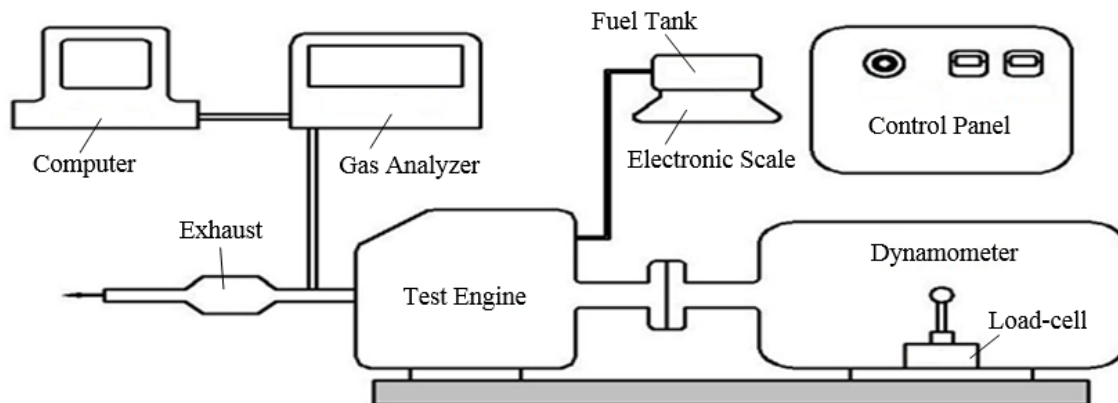 Fuel Tank
Control Panel
Computer
Gas Analyzer
Electronic Scale
Exhaust
Test Engine
Dynamometer
Load-cell